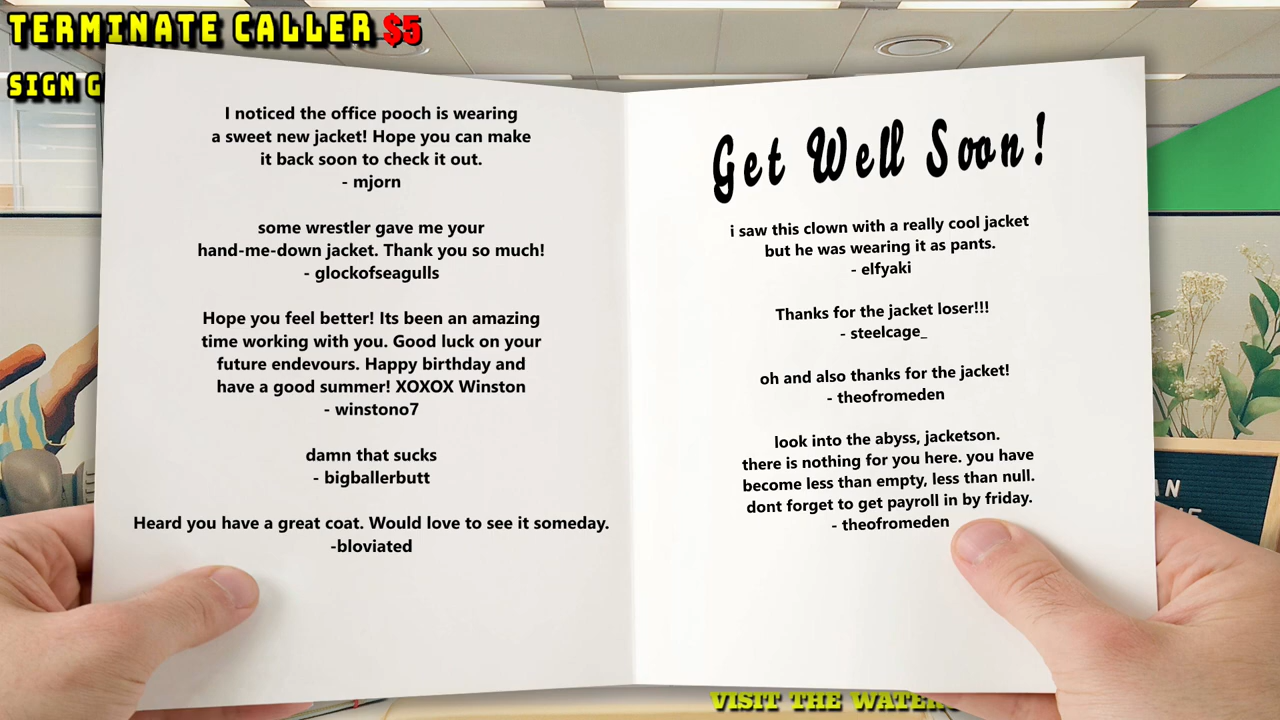 TERMINATE CALLER $5
SIGN G
I noticed the office pooch is wearing
a sweet new jacket! Hope you can make
it back soon to check it out.
- mjorn
some wrestler gave me your
hand-me-down jacket. Thank you so much!
- glockofseagulls
Hope you feel better! Its been an amazing
time working with you. Good luck on your
future endevours. Happy birthday and
have a good summer! XOXOX Winston
- winstono7
damn that sucks
- bigballerbutt
Heard you have a great coat. Would love to see it someday.
-bloviated
Get Well Soon!
i saw this clown with a really cool jacket
but he was wearing it as pants.
- elfyaki
Thanks for the jacket loser!!!
- steelcage_
oh and also thanks for the jacket!
- theofromeden
look into the abyss, jacketson.
there is nothing for you here. you have
become less than empty, less than null.
dont forget to get payroll in by friday.
- theofromeden
VISIT THE WATER